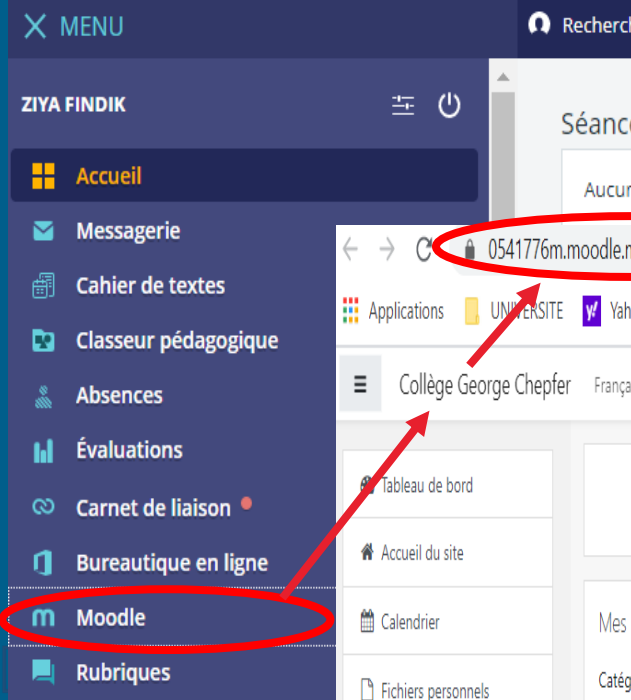 MENU
Recherch
ZIYA FINDIK
Séance
Accueil
Aucun
Messagerie
0541776m.moodle.m
Cahier de textes
Applications
UNIVERSITE
Yah
Classeur pédagogique
Collège George Chepfer
França
Absences
Évaluations
Tableau de bord
Carnet de liaison
Accueil du site
Bureautique en ligne
Moodle
Calendrier
Mes
Rubriques
Fichiers personnels
Catég